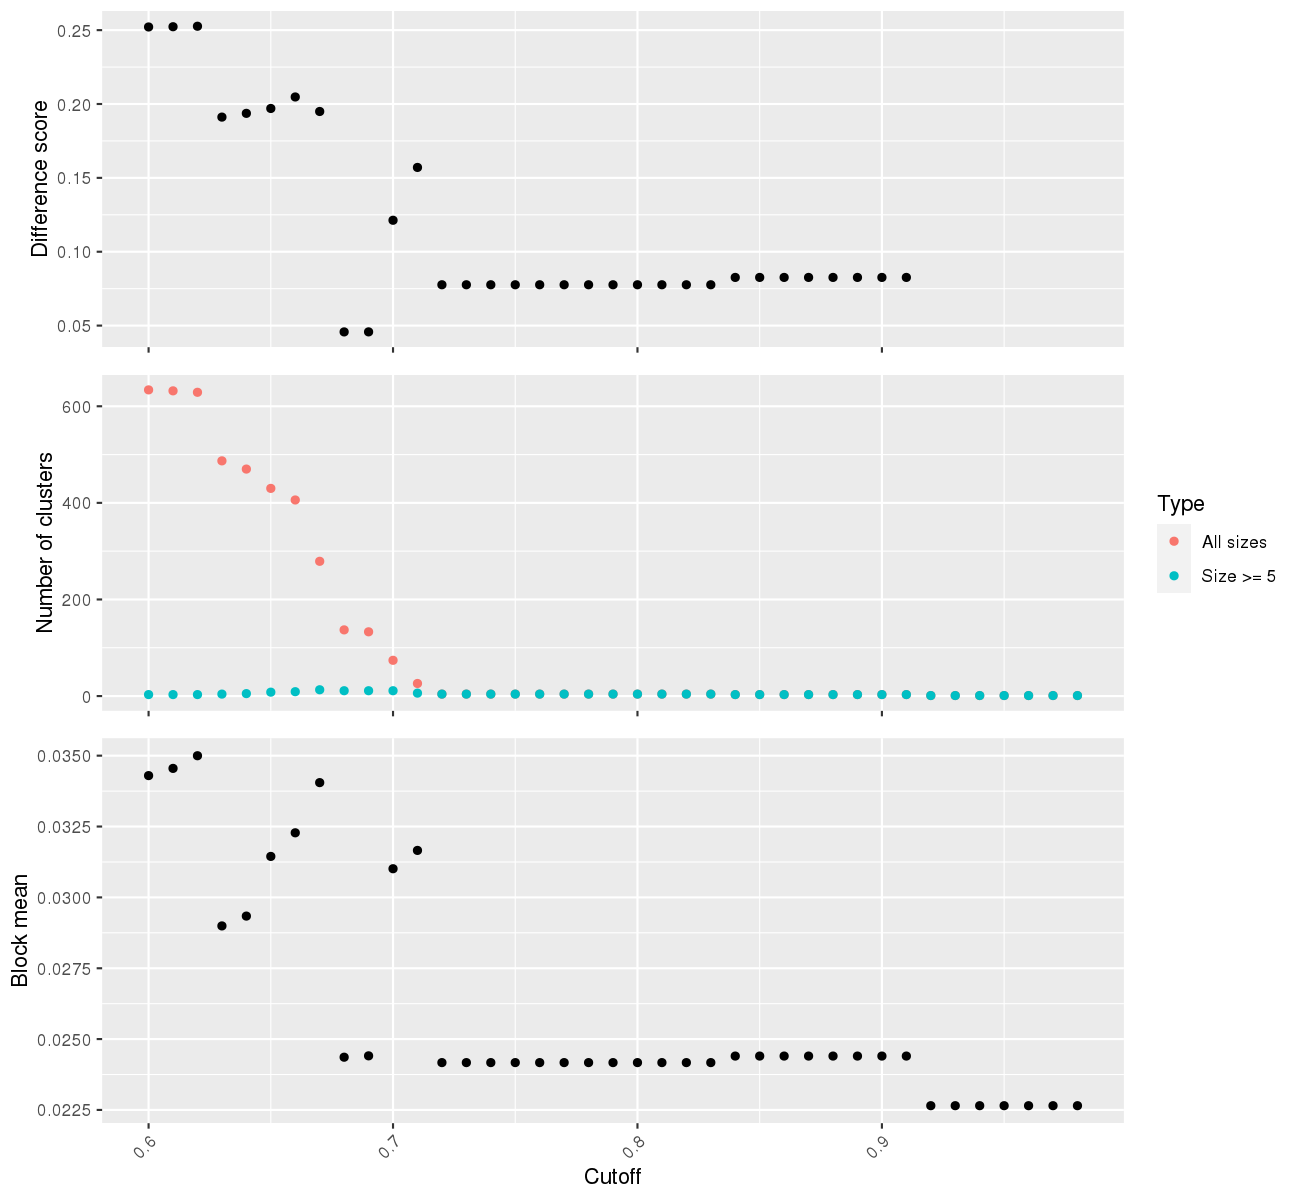 Difference score
0.25
0.20
0.15
0.10
0.05
Number of clusters
600
400
200
0
Type
All sizes
Size >= 5
Block mean
0.0350
0.0325
0.0300
0.0275
0.0250
0.0225
0.6
0.7
0.8
0.9
Cutoff